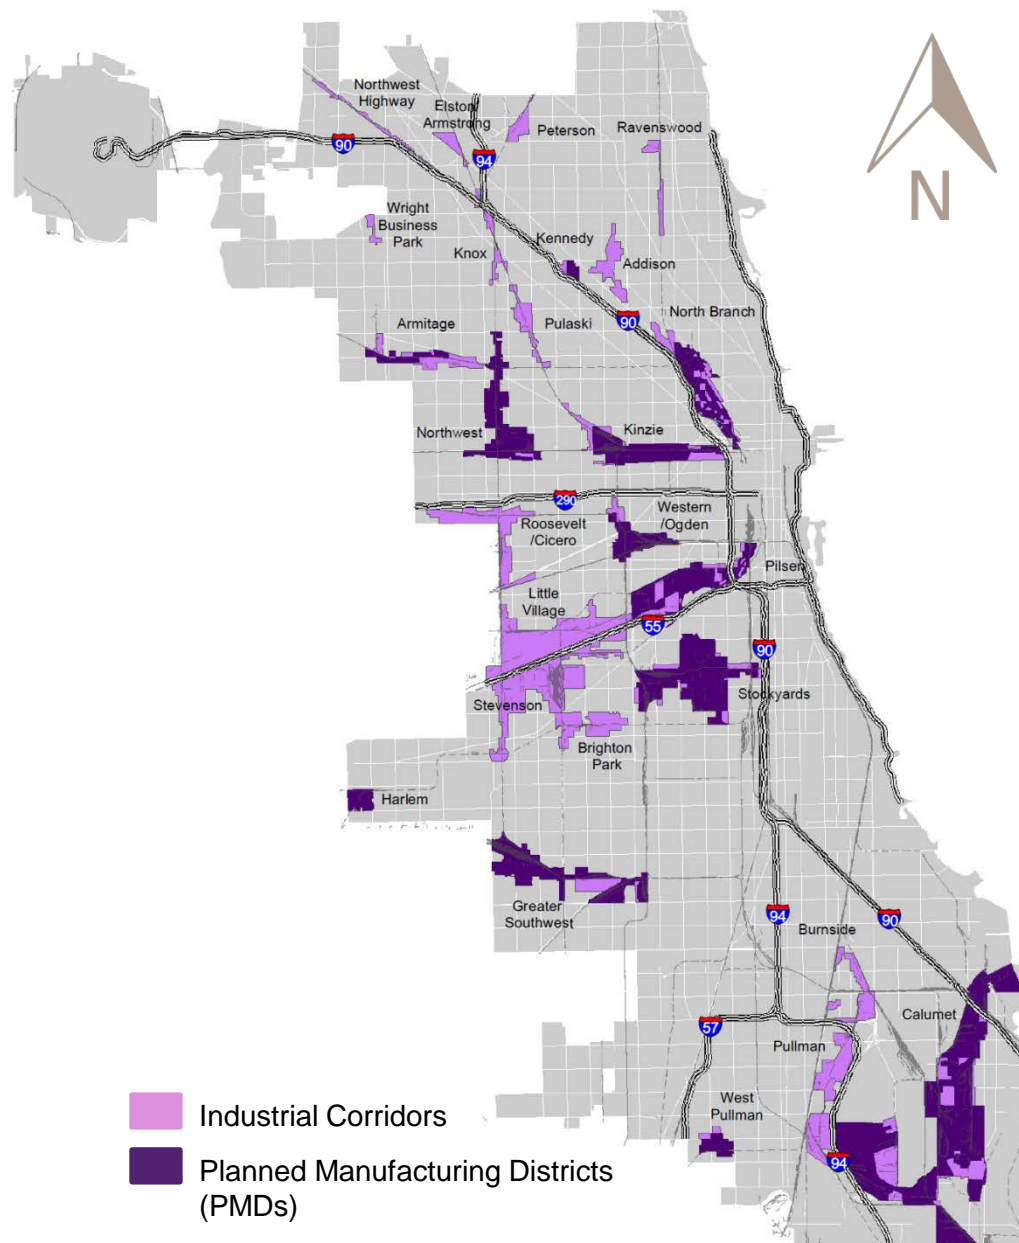 Northwest
Highway
Elston
Armstrong
Peterson
Ravenswood
90
94
N
Wright
Business
Park
Knox
Kennedy
Addison
North Branch
90
Armitage
Pulaski
Northwest
Kinzie
290
Roosevelt
/Cicero
Western
/Ogden
Pilsen
Little
Village
55
90
Stevenson
Stockyards
Brighton
Park
Harlem
Greater
Southwest
94
90
Burnside
57
Calumet
Pullman
West
Pullman
94
Industrial Corridors
Planned Manufacturing Districts
(PMDs)